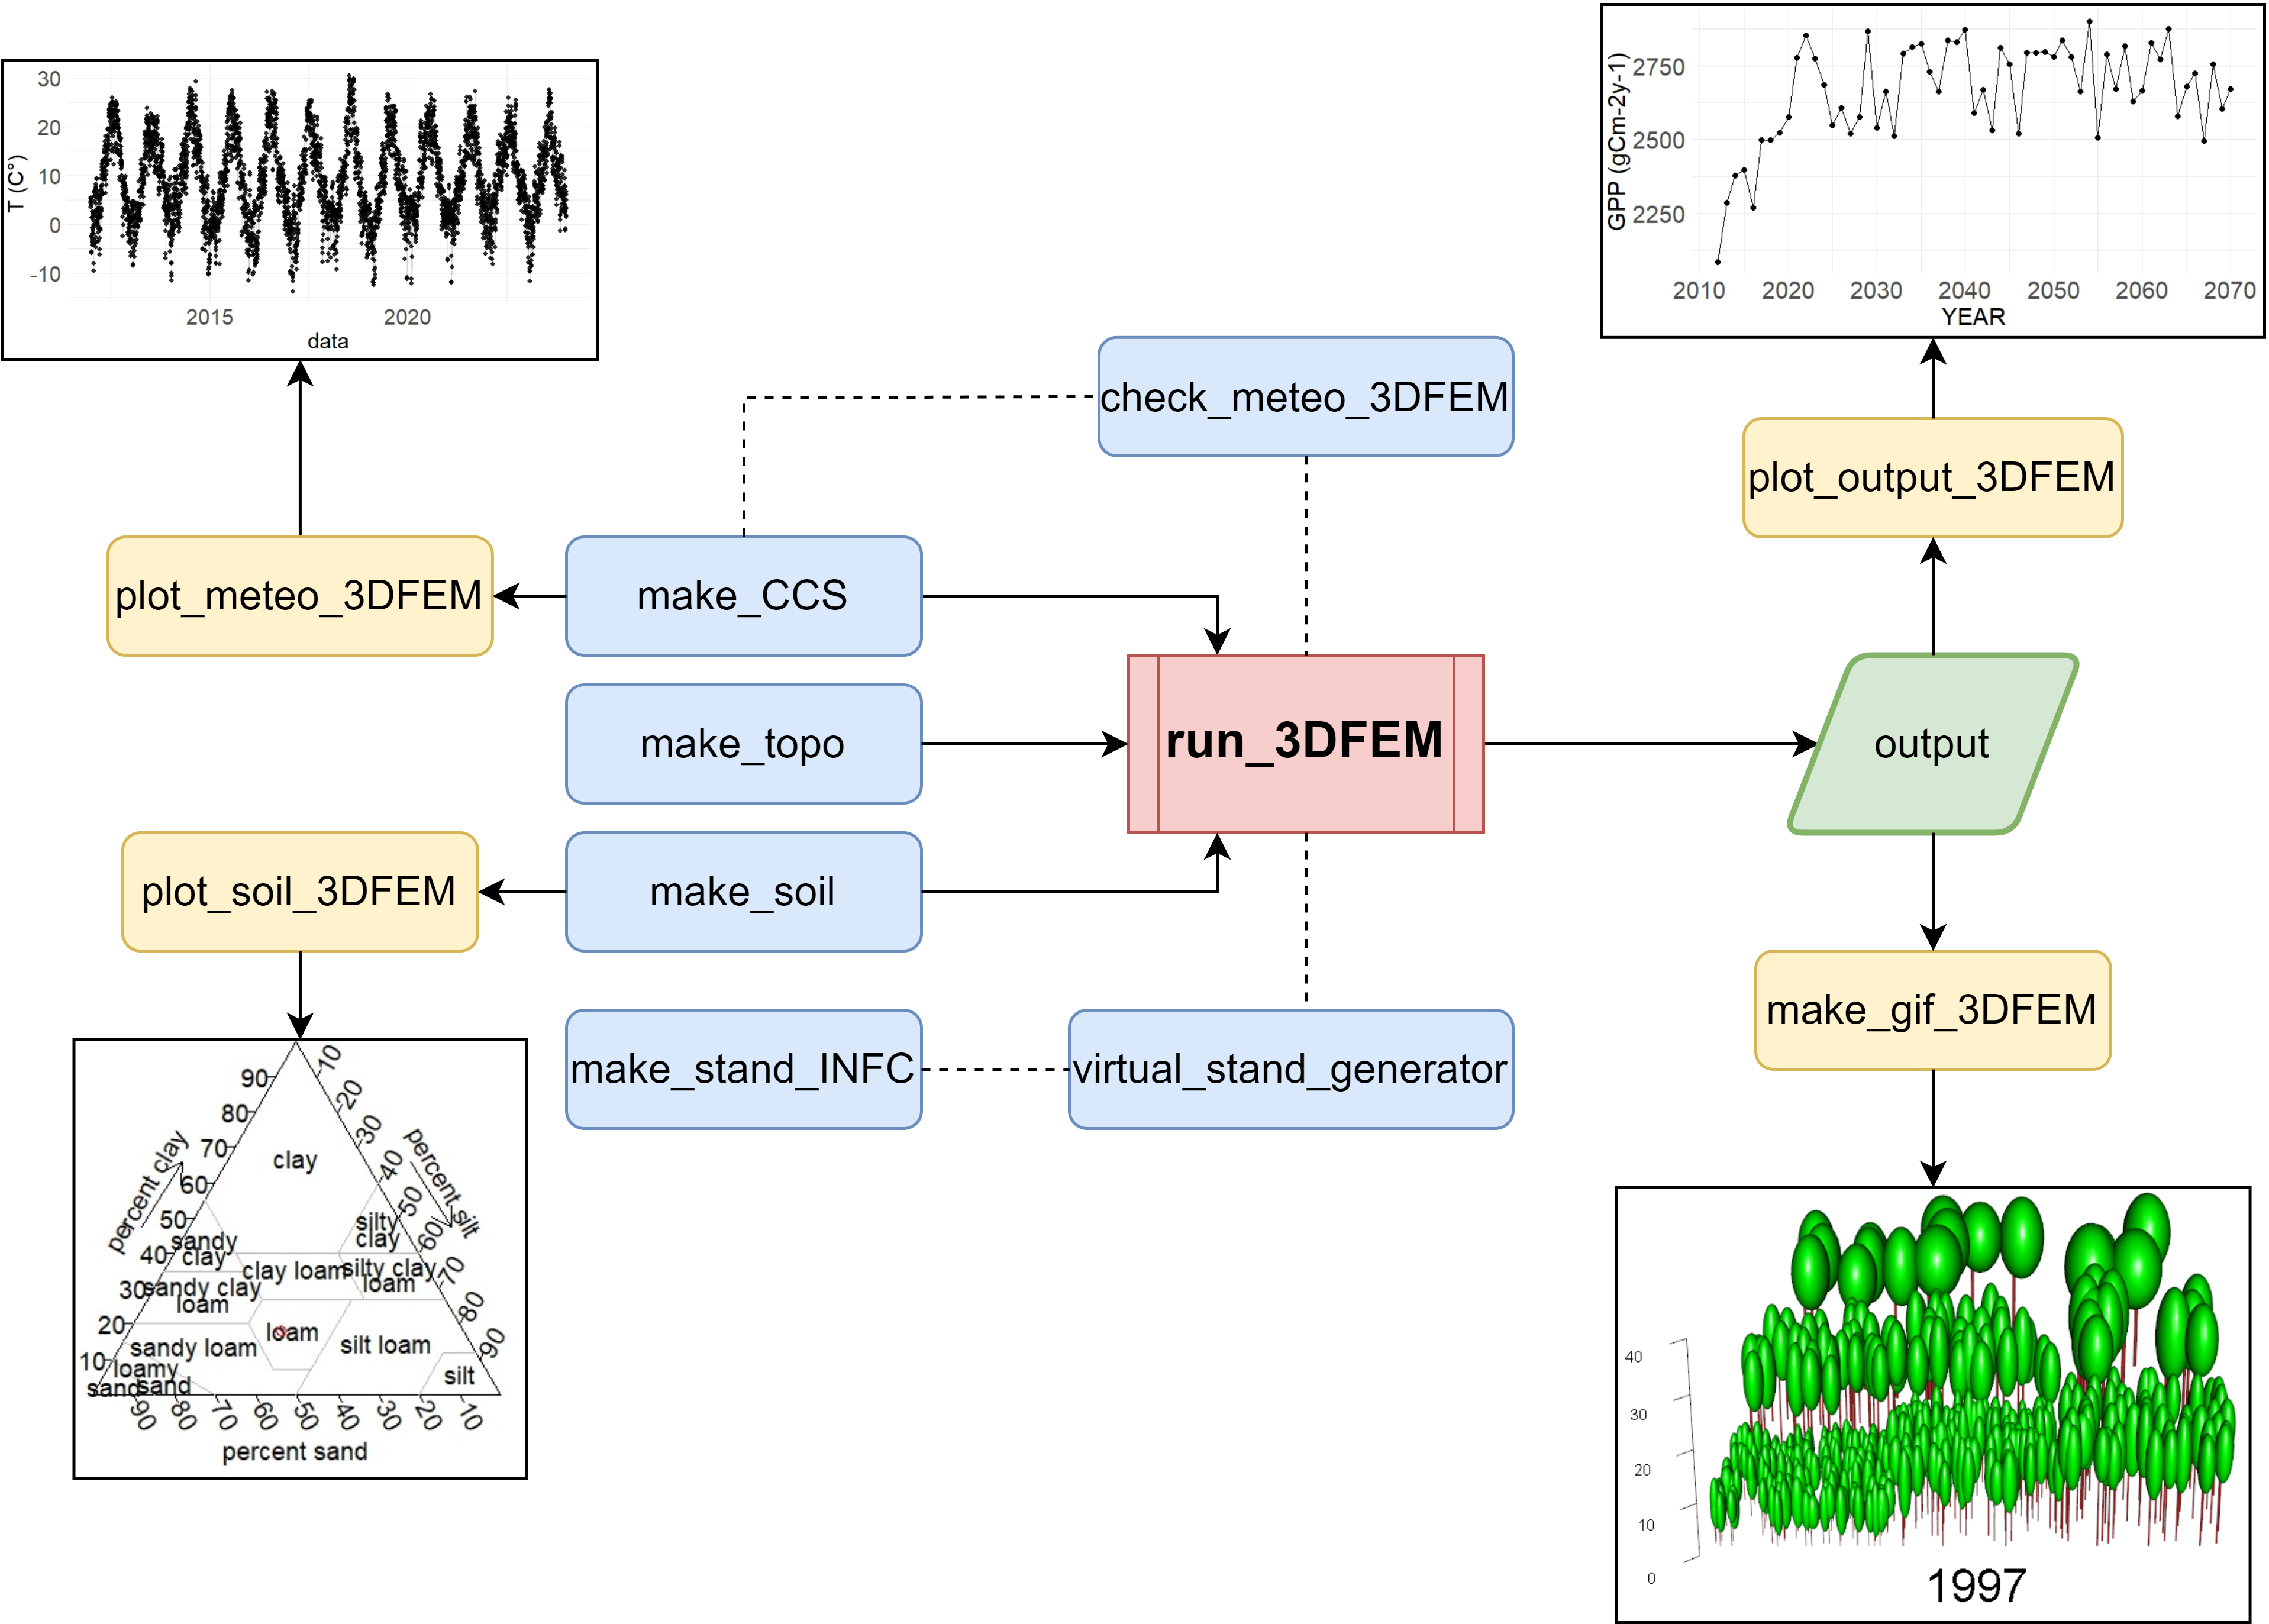 30
20
10
0
-10
T (C°)
2015
2020
data
2750
2500
2250
GPP (gCm-2y-1)
2010
2020
2030
2040
2050
2060
2070
YEAR
check_meteo_3DFEM
plot_output_3DFEM
plot_meteo_3DFEM
make_CCS
make_topo
run_3DFEM
output
plot_soil_3DFEM
make_soil
make_stand_INFC
virtual_stand_generator
make_gif_3DFEM
90
80
70
60
50
40
30
20
10
percent clay
10
20
30
40
50
60
70
80
90
percent silt
clay
silty
clay
sandy
clay
clay loam
silty clay
loam
sandy clay
loam
loam
sandy loam
silt loam
loamy
sand
sand
silt
90
80
70
60
50
40
30
20
10
percent sand
40
30
20
10
0
1997